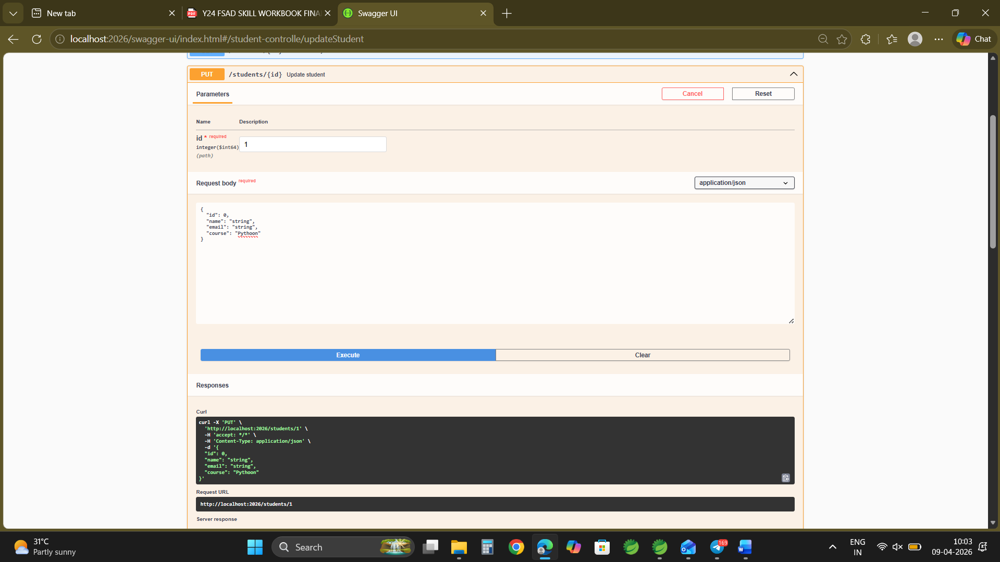 New tab
Y24 FSAD SKILL WORKBOOK FINA
Swagger UI
localhost:2026/swagger-ui/index.html#/student-controlle/updateStudent
Chat
PUT /students/{id} Update student
Parameters
Cancel
Reset
Name Description
id * required
integer($int64)
(path)
1
Request body required
application/json
{
"id": 0,
"name": "string",
"email": "string",
"course": "Pythoon"
}
Execute
Clear
Responses
Curl
curl -X 'PUT' \
'http://localhost:2026/students/1' \
-H 'accept: */*' \
-H 'Content-Type: application/json' \
-d '{
"id": 0,
"name": "string",
"email": "string",
"course": "Pythoon"
}'
Request URL
http://localhost:2026/students/1
Server response
31°C
Partly sunny
Search
169
ENG
IN
10:03
09-04-2026